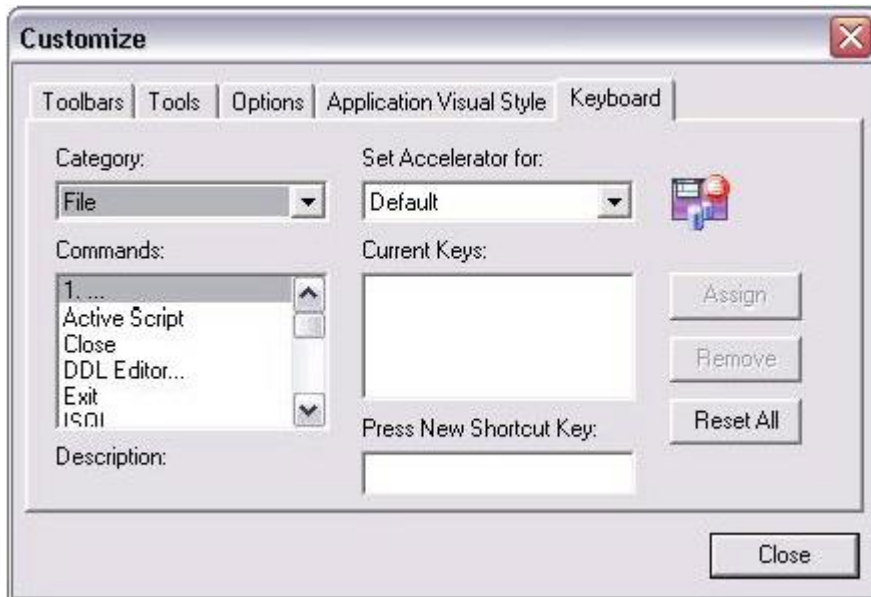 Customize
Toolbars Tools Options Application Visual Style Keyboard
Category:
File
Commands:
1. ...
Active Script
Close
DDL Editor...
Exit
ISQL
Description:
Set Accelerator for:
Default
Current Keys:
Press New Shortcut Key:
Assign
Remove
Reset All
Close